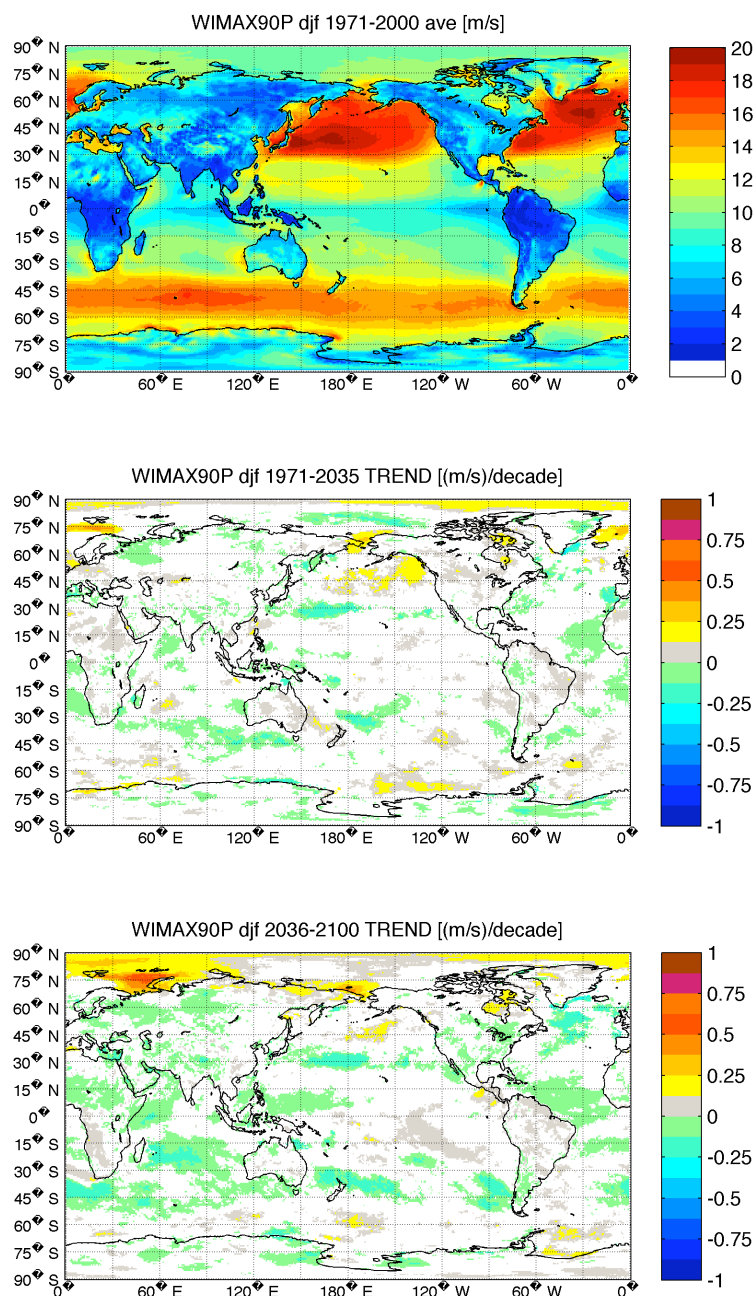 WIMAX90P djf 1971-2000 ave [m/s]
90� N
75� N
60� N
45� N
30� N
15� N
0�
15� S
30� S
45� S
60� S
75� S
90� S
0� 60� E 120� E 180� E 120� W 60� W 0�
20
18
16
14
12
10
8
6
4
2
0
WIMAX90P djf 1971-2035 TREND [(m/s)/decade]
90� N
75� N
60� N
45� N
30� N
15� N
0�
15� S
30� S
45� S
60� S
75� S
90� S
0� 60� E 120� E 180� E 120� W 60� W 0�
1
0.75
0.5
0.25
0
-0.25
-0.5
-0.75
-1
WIMAX90P djf 2036-2100 TREND [(m/s)/decade]
90� N
75� N
60� N
45� N
30� N
15� N
0�
15� S
30� S
45� S
60� S
75� S
90� S
0� 60� E 120� E 180� E 120� W 60� W 0�
1
0.75
0.5
0.25
0
-0.25
-0.5
-0.75
-1